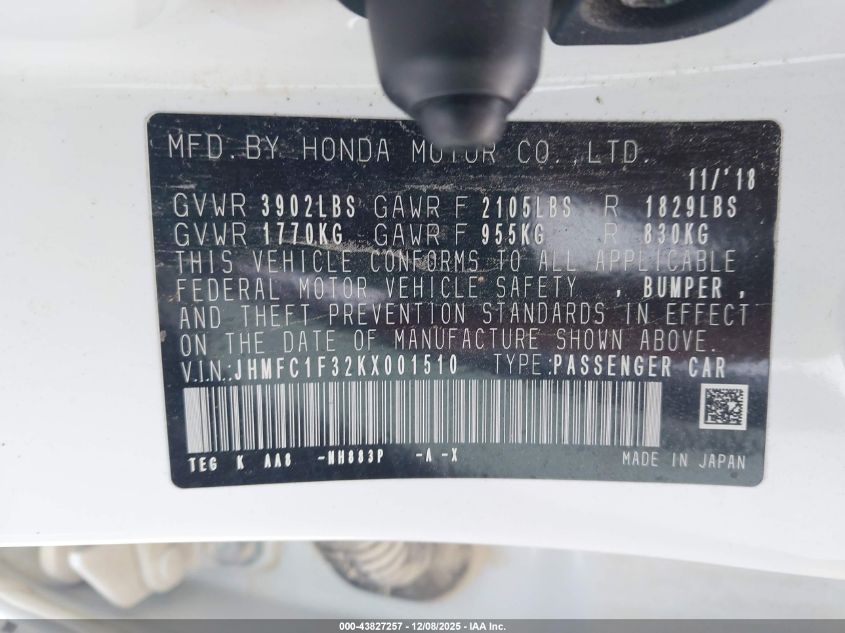 MFD. BY HONDA MOTOR CO., LTD.
11/'18
GVWR 3902LBS GAWR F 2105LBS R 1829LBS
GVWR 1770KG GAWR F 955KG R 830KG
THIS VEHICLE CONFORMS TO ALL APPLICABLE
FEDERAL MOTOR VEHICLE SAFETY , BUMPER ,
AND THEFT PREVENTION STANDARDS IN EFFECT
ON THE DATE OF MANUFACTURE SHOWN ABOVE.
V.I.N.:JHMFC1F32KX001510 TYPE:PASSENGER CAR
TEG K AA8 -NH883P -A -X MADE IN JAPAN
000-43827257 - 12/08/2025 - IAA Inc.